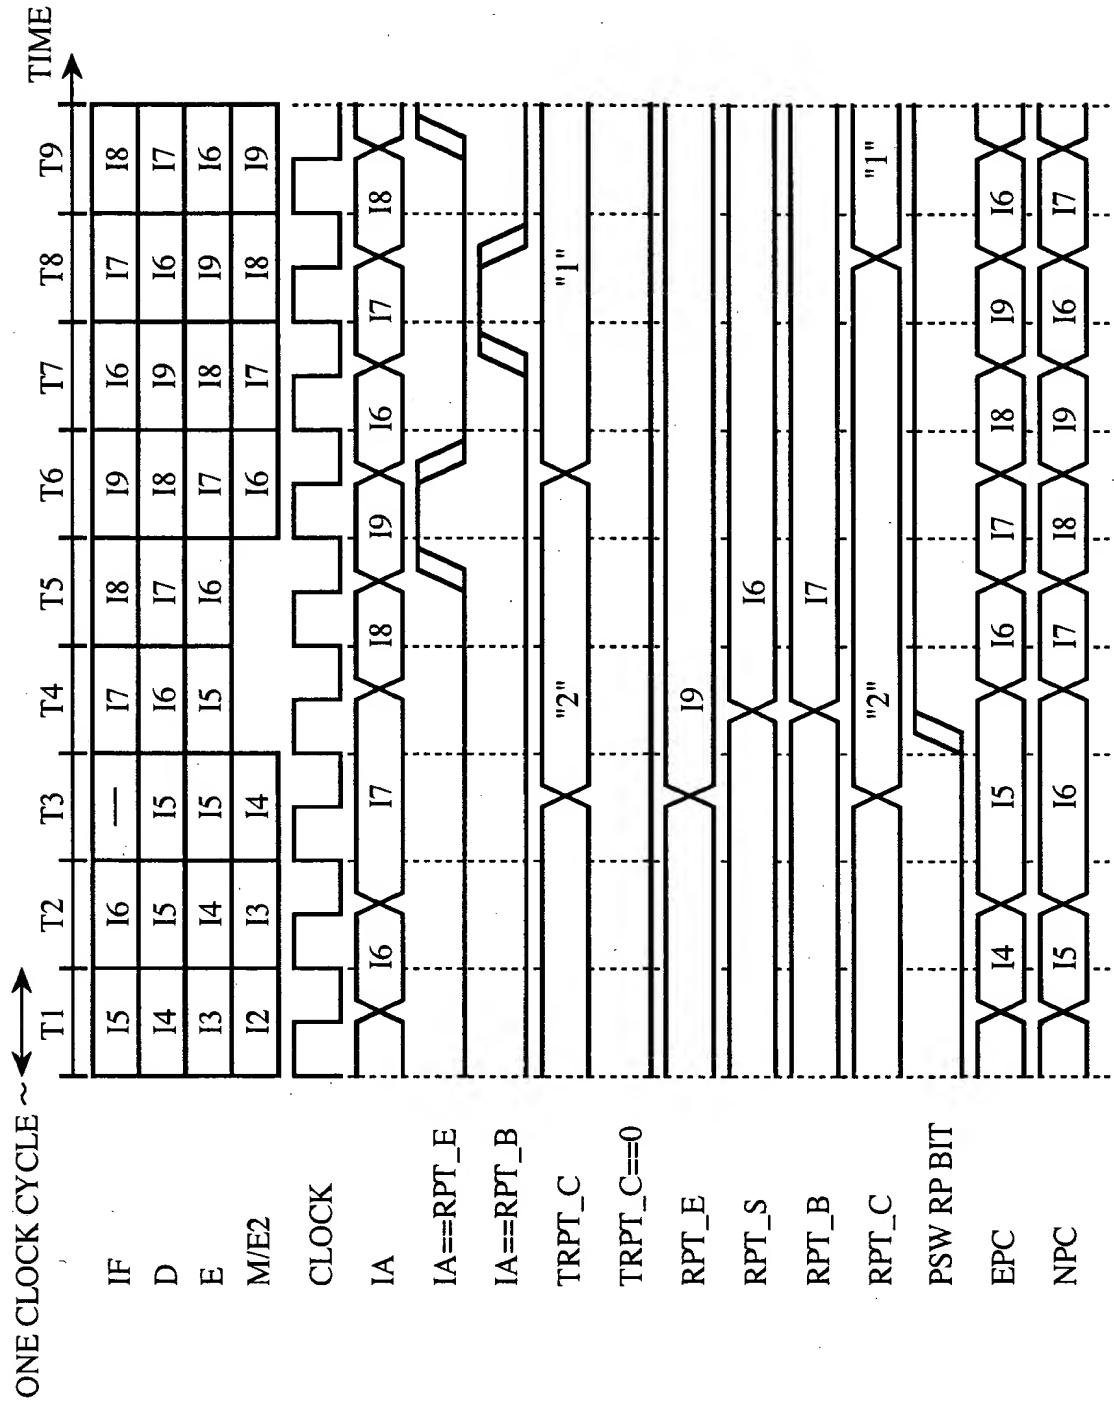 ONE CLOCK CYCLE ~
TIME
T1 T2 T3 T4 T5 T6 T7 T8 T9
IF I5 I6 — I7 I8 I9 I6 I7 I8
D I4 I5 I5 I6 I7 I8 I9 I6 I7
E I3 I4 I5 I5 I6 I7 I8 I9 I6
M/E2 I2 I3 I4 I6 I7 I8 I9
CLOCK
IA I6 I7 I8 I9 I6 I7 I8
IA==RPT_E
IA==RPT_B
TRPT_C "2" "1"
TRPT_C==0
RPT_E I9
RPT_S I6
RPT_B I7
RPT_C "2" "1"
PSW RP BIT
EPC I4 I5 I6 I7 I8 I9 I6
NPC I5 I6 I7 I8 I9 I6 I7